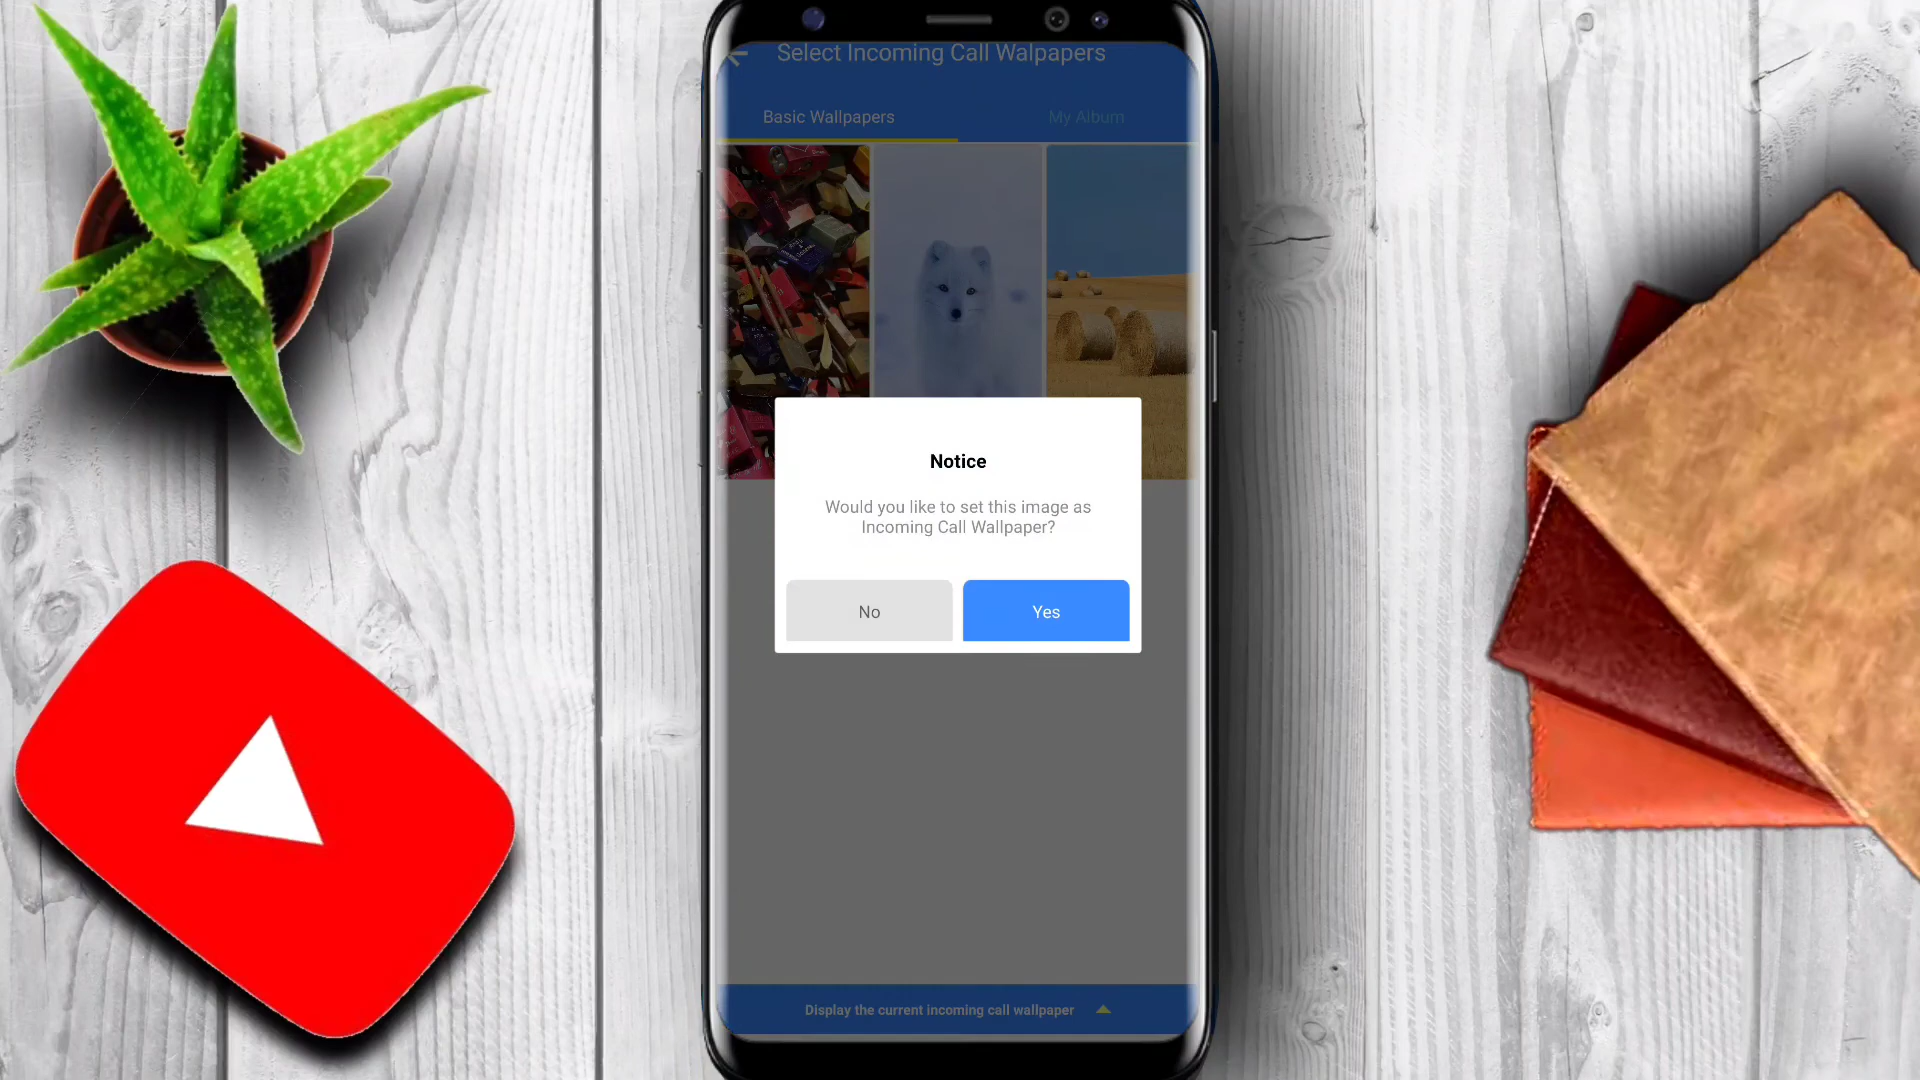 Select Incoming Call Walpapers
Basic Wallpapers
My Album
Notice
Would you like to set this image as
Incoming Call Wallpaper?
No
Yes
Display the current incoming call wallpaper